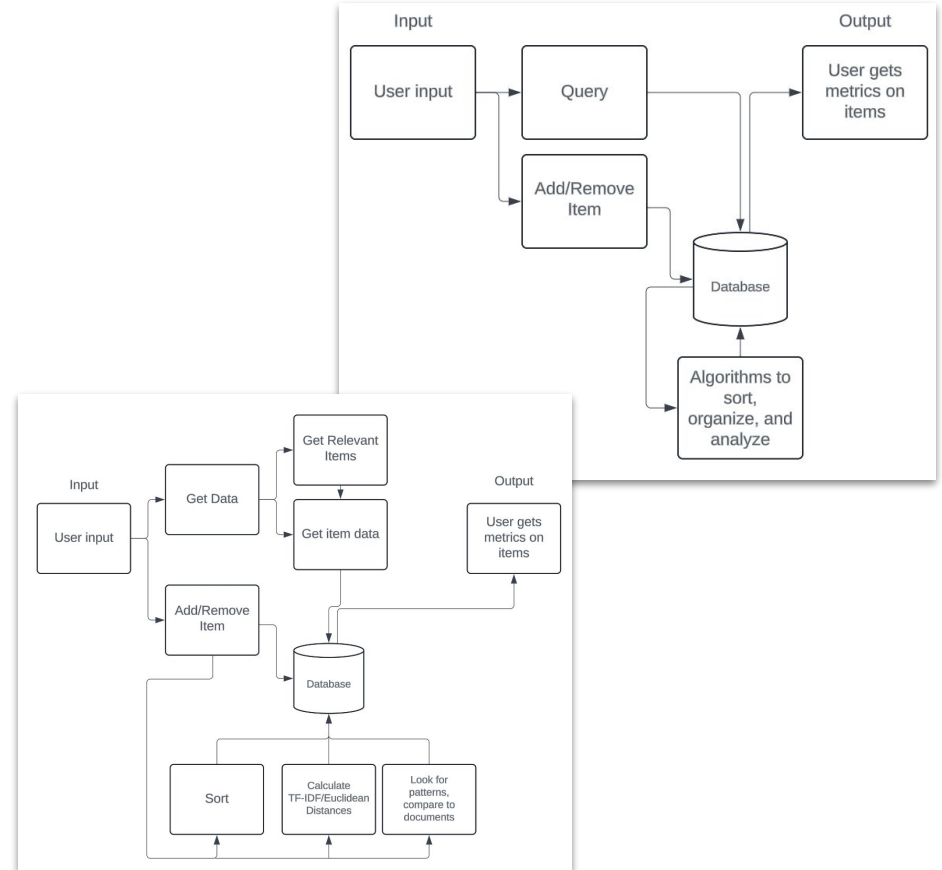 Input
Output
User input
Query
User gets
metrics on
items
Add/Remove
Item
Database
Algorithms to
sort,
organize, and
analyze
Input
Output
User input
Get Data
Get Relevant
Items
Get item data
User gets
metrics on
items
Add/Remove
Item
Database
Sort
Calculate
TF-IDF/Euclidean
Distances
Look for
patterns,
compare to
documents